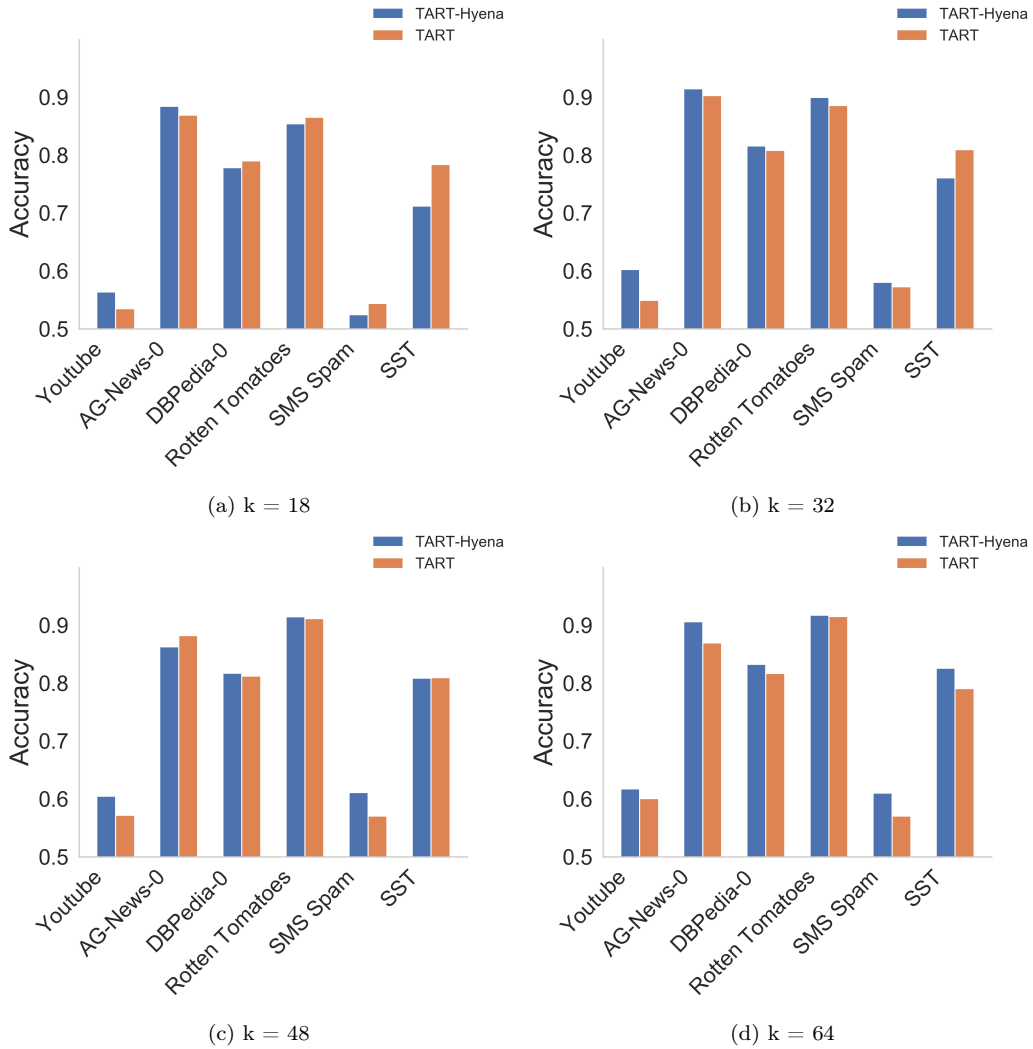 TART-Hyena
TART
Accuracy
0.9
0.8
0.7
0.6
0.5
Youtube
AG-News-0
DBPedia-0
Rotten Tomatoes
SMS Spam
SST
(a) k = 18
TART-Hyena
TART
Accuracy
0.9
0.8
0.7
0.6
0.5
Youtube
AG-News-0
DBPedia-0
Rotten Tomatoes
SMS Spam
SST
(b) k = 32
TART-Hyena
TART
Accuracy
0.9
0.8
0.7
0.6
0.5
Youtube
AG-News-0
DBPedia-0
Rotten Tomatoes
SMS Spam
SST
(c) k = 48
TART-Hyena
TART
Accuracy
0.9
0.8
0.7
0.6
0.5
Youtube
AG-News-0
DBPedia-0
Rotten Tomatoes
SMS Spam
SST
(d) k = 64